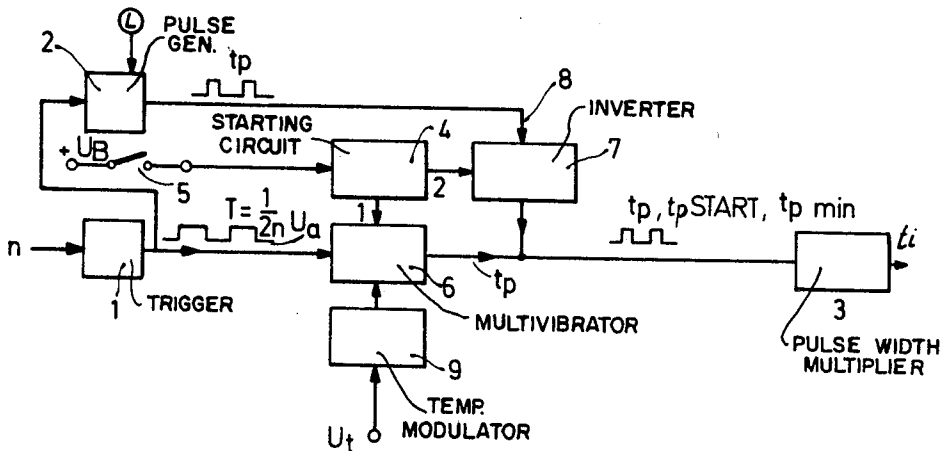 L
PULSE
GEN.
2
tp
8
INVERTER
STARTING
CIRCUIT
4
7
+ UB
5
2
1
T = 1/2n
Ua
tp, tp START, tp min
n
1
TRIGGER
6
tp
MULTIVIBRATOR
ti
3
PULSE WIDTH
MULTIPLIER
9
TEMP.
MODULATOR
Ut